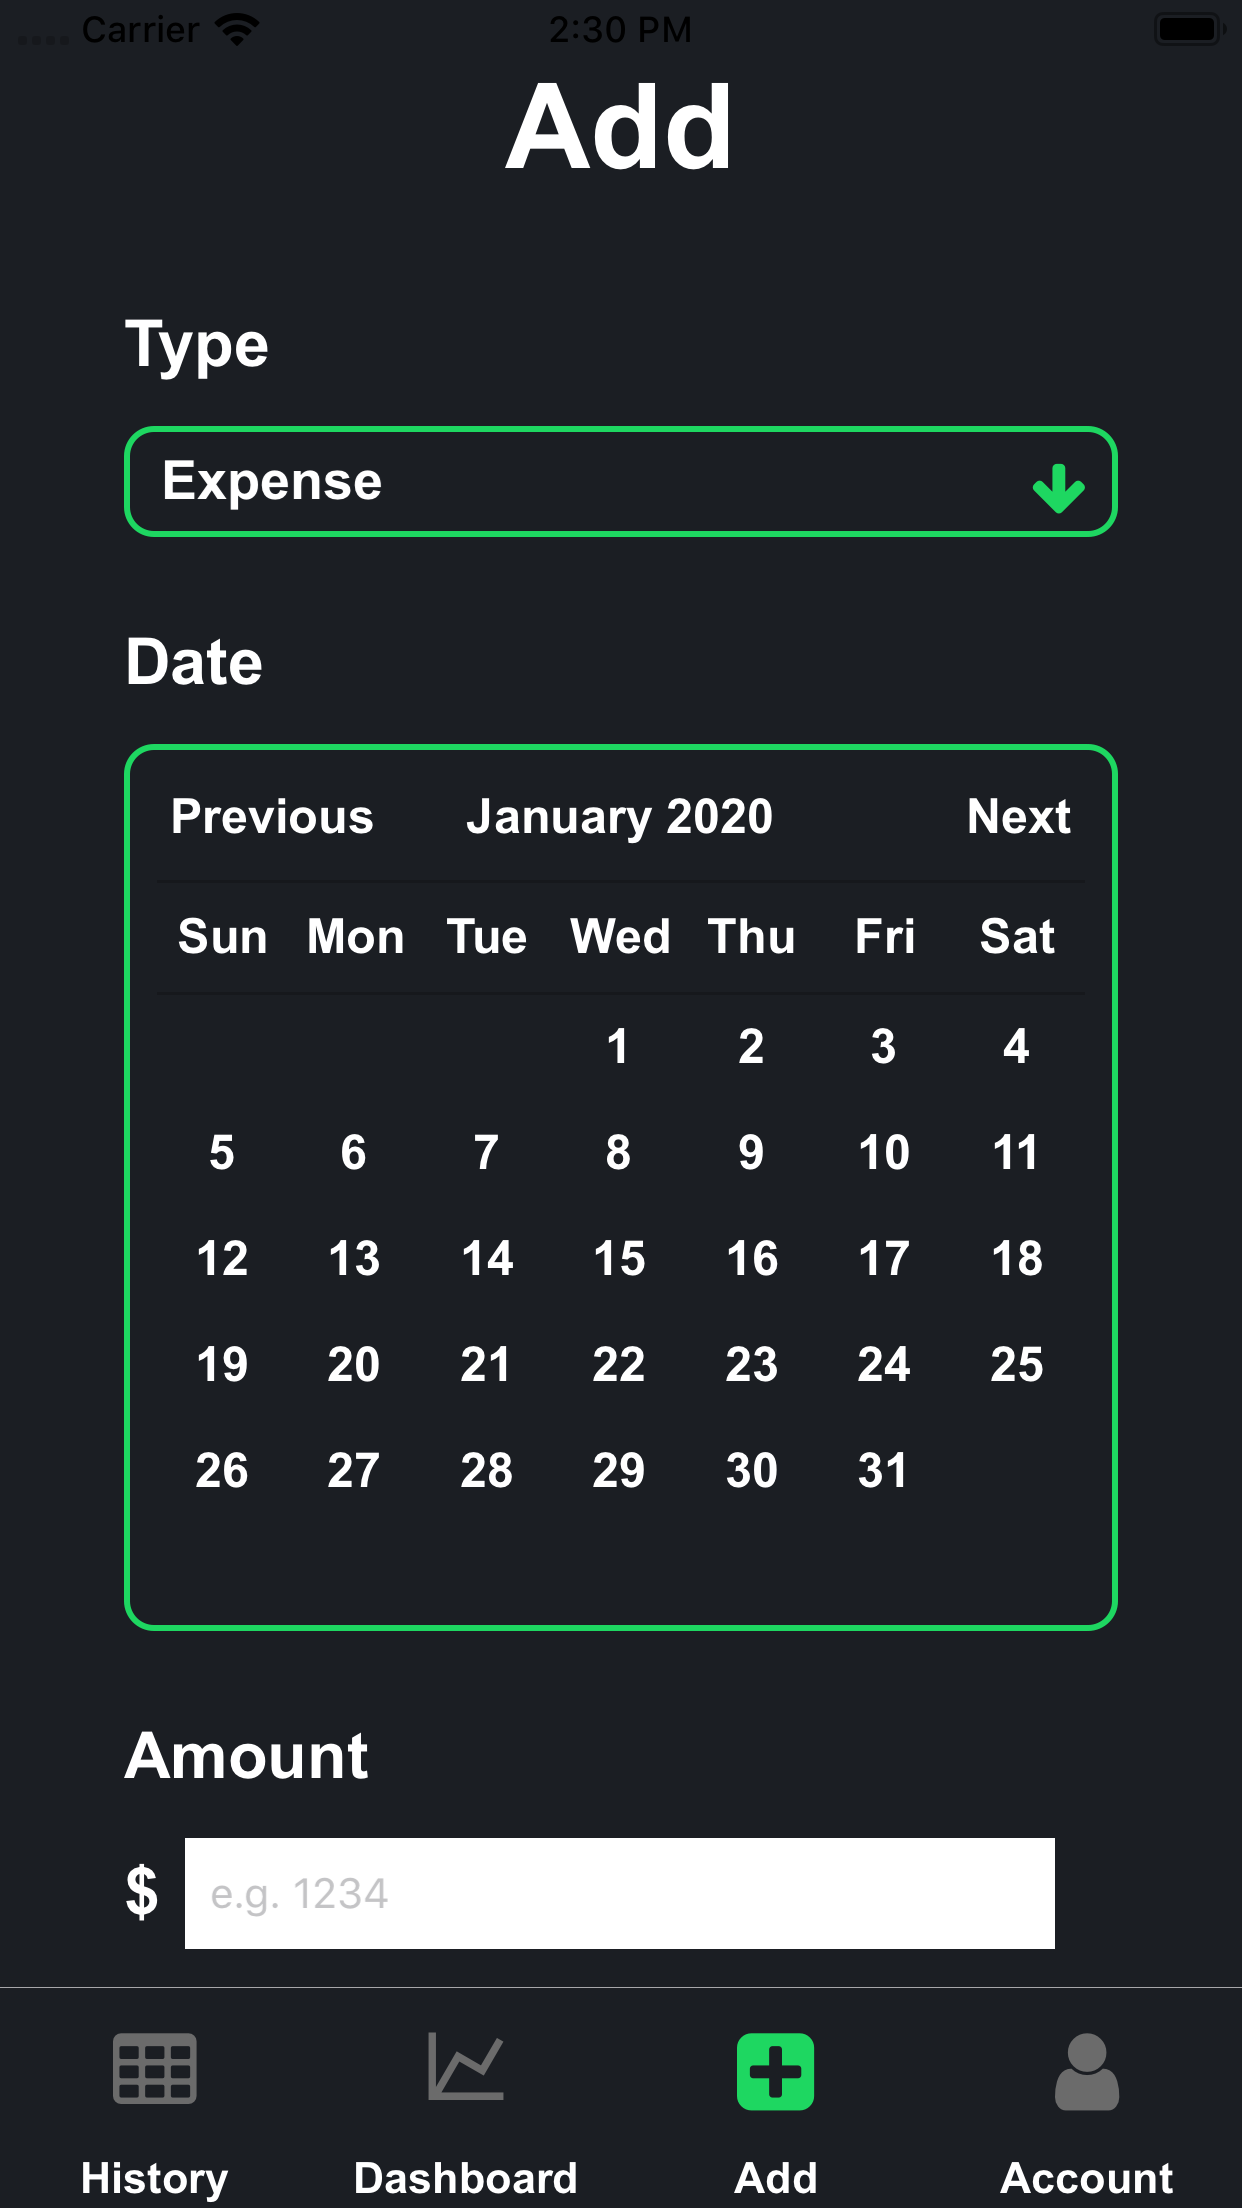 Carrier 2:30 PM
Add
Type
Expense
Date
Previous January 2020 Next
Sun Mon Tue Wed Thu Fri Sat
1 2 3 4
5 6 7 8 9 10 11
12 13 14 15 16 17 18
19 20 21 22 23 24 25
26 27 28 29 30 31
Amount
$ e.g. 1234
History Dashboard Add Account